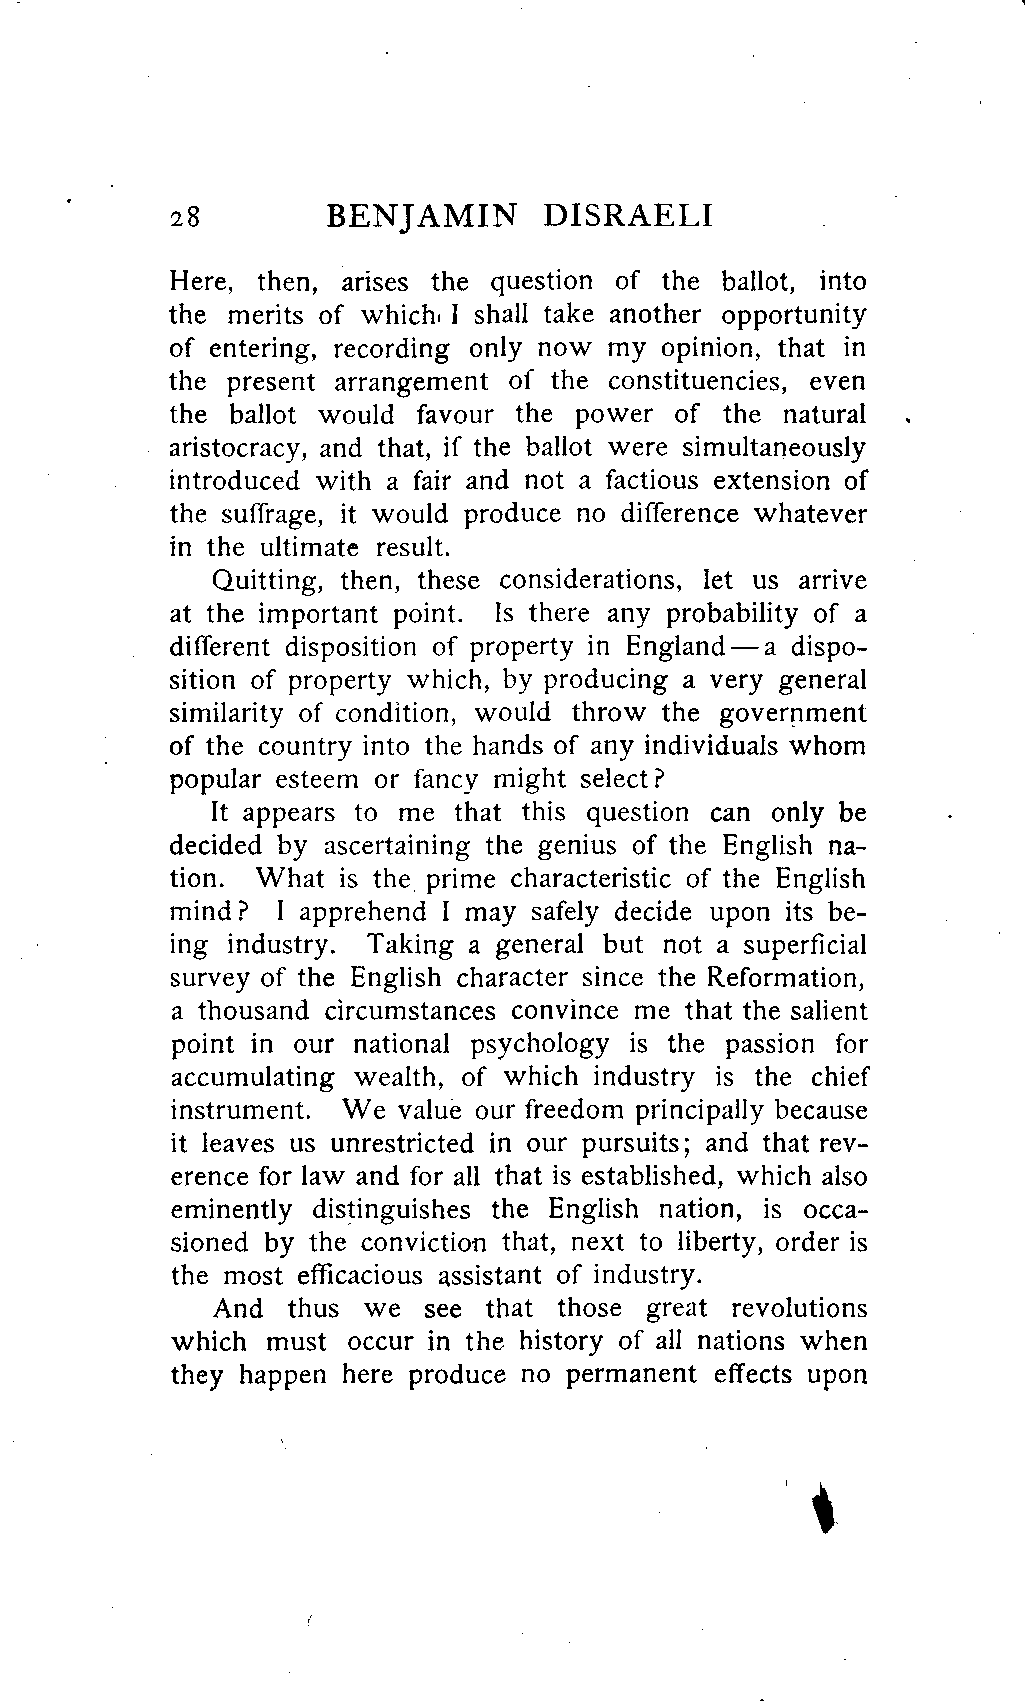 28 BENJAMIN DISRAELI
Here, then, arises the question of the ballot, into
the merits of which I shall take another opportunity
of entering, recording only now my opinion, that in
the present arrangement of the constituencies, even
the ballot would favour the power of the natural
aristocracy, and that, if the ballot were simultaneously
introduced with a fair and not a factious extension of
the suffrage, it would produce no difference whatever
in the ultimate result.
Quitting, then, these considerations, let us arrive
at the important point. Is there any probability of a
different disposition of property in England—a dispo-
sition of property which, by producing a very general
similarity of condition, would throw the government
of the country into the hands of any individuals whom
popular esteem or fancy might select?
It appears to me that this question can only be
decided by ascertaining the genius of the English na-
tion. What is the prime characteristic of the English
mind? I apprehend I may safely decide upon its be-
ing industry. Taking a general but not a superficial
survey of the English character since the Reformation,
a thousand circumstances convince me that the salient
point in our national psychology is the passion for
accumulating wealth, of which industry is the chief
instrument. We value our freedom principally because
it leaves us unrestricted in our pursuits; and that rev-
erence for law and for all that is established, which also
eminently distinguishes the English nation, is occa-
sioned by the conviction that, next to liberty, order is
the most efficacious assistant of industry.
And thus we see that those great revolutions
which must occur in the history of all nations when
they happen here produce no permanent effects upon